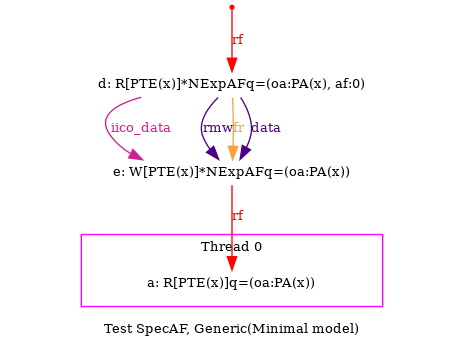 rf
d: R[PTE(x)]*NExpAFq=(oa:PA(x), af:0)
iico_data rmw fr data
e: W[PTE(x)]*NExpAFq=(oa:PA(x))
rf
Thread 0
a: R[PTE(x)]q=(oa:PA(x))
Test SpecAF, Generic(Minimal model)